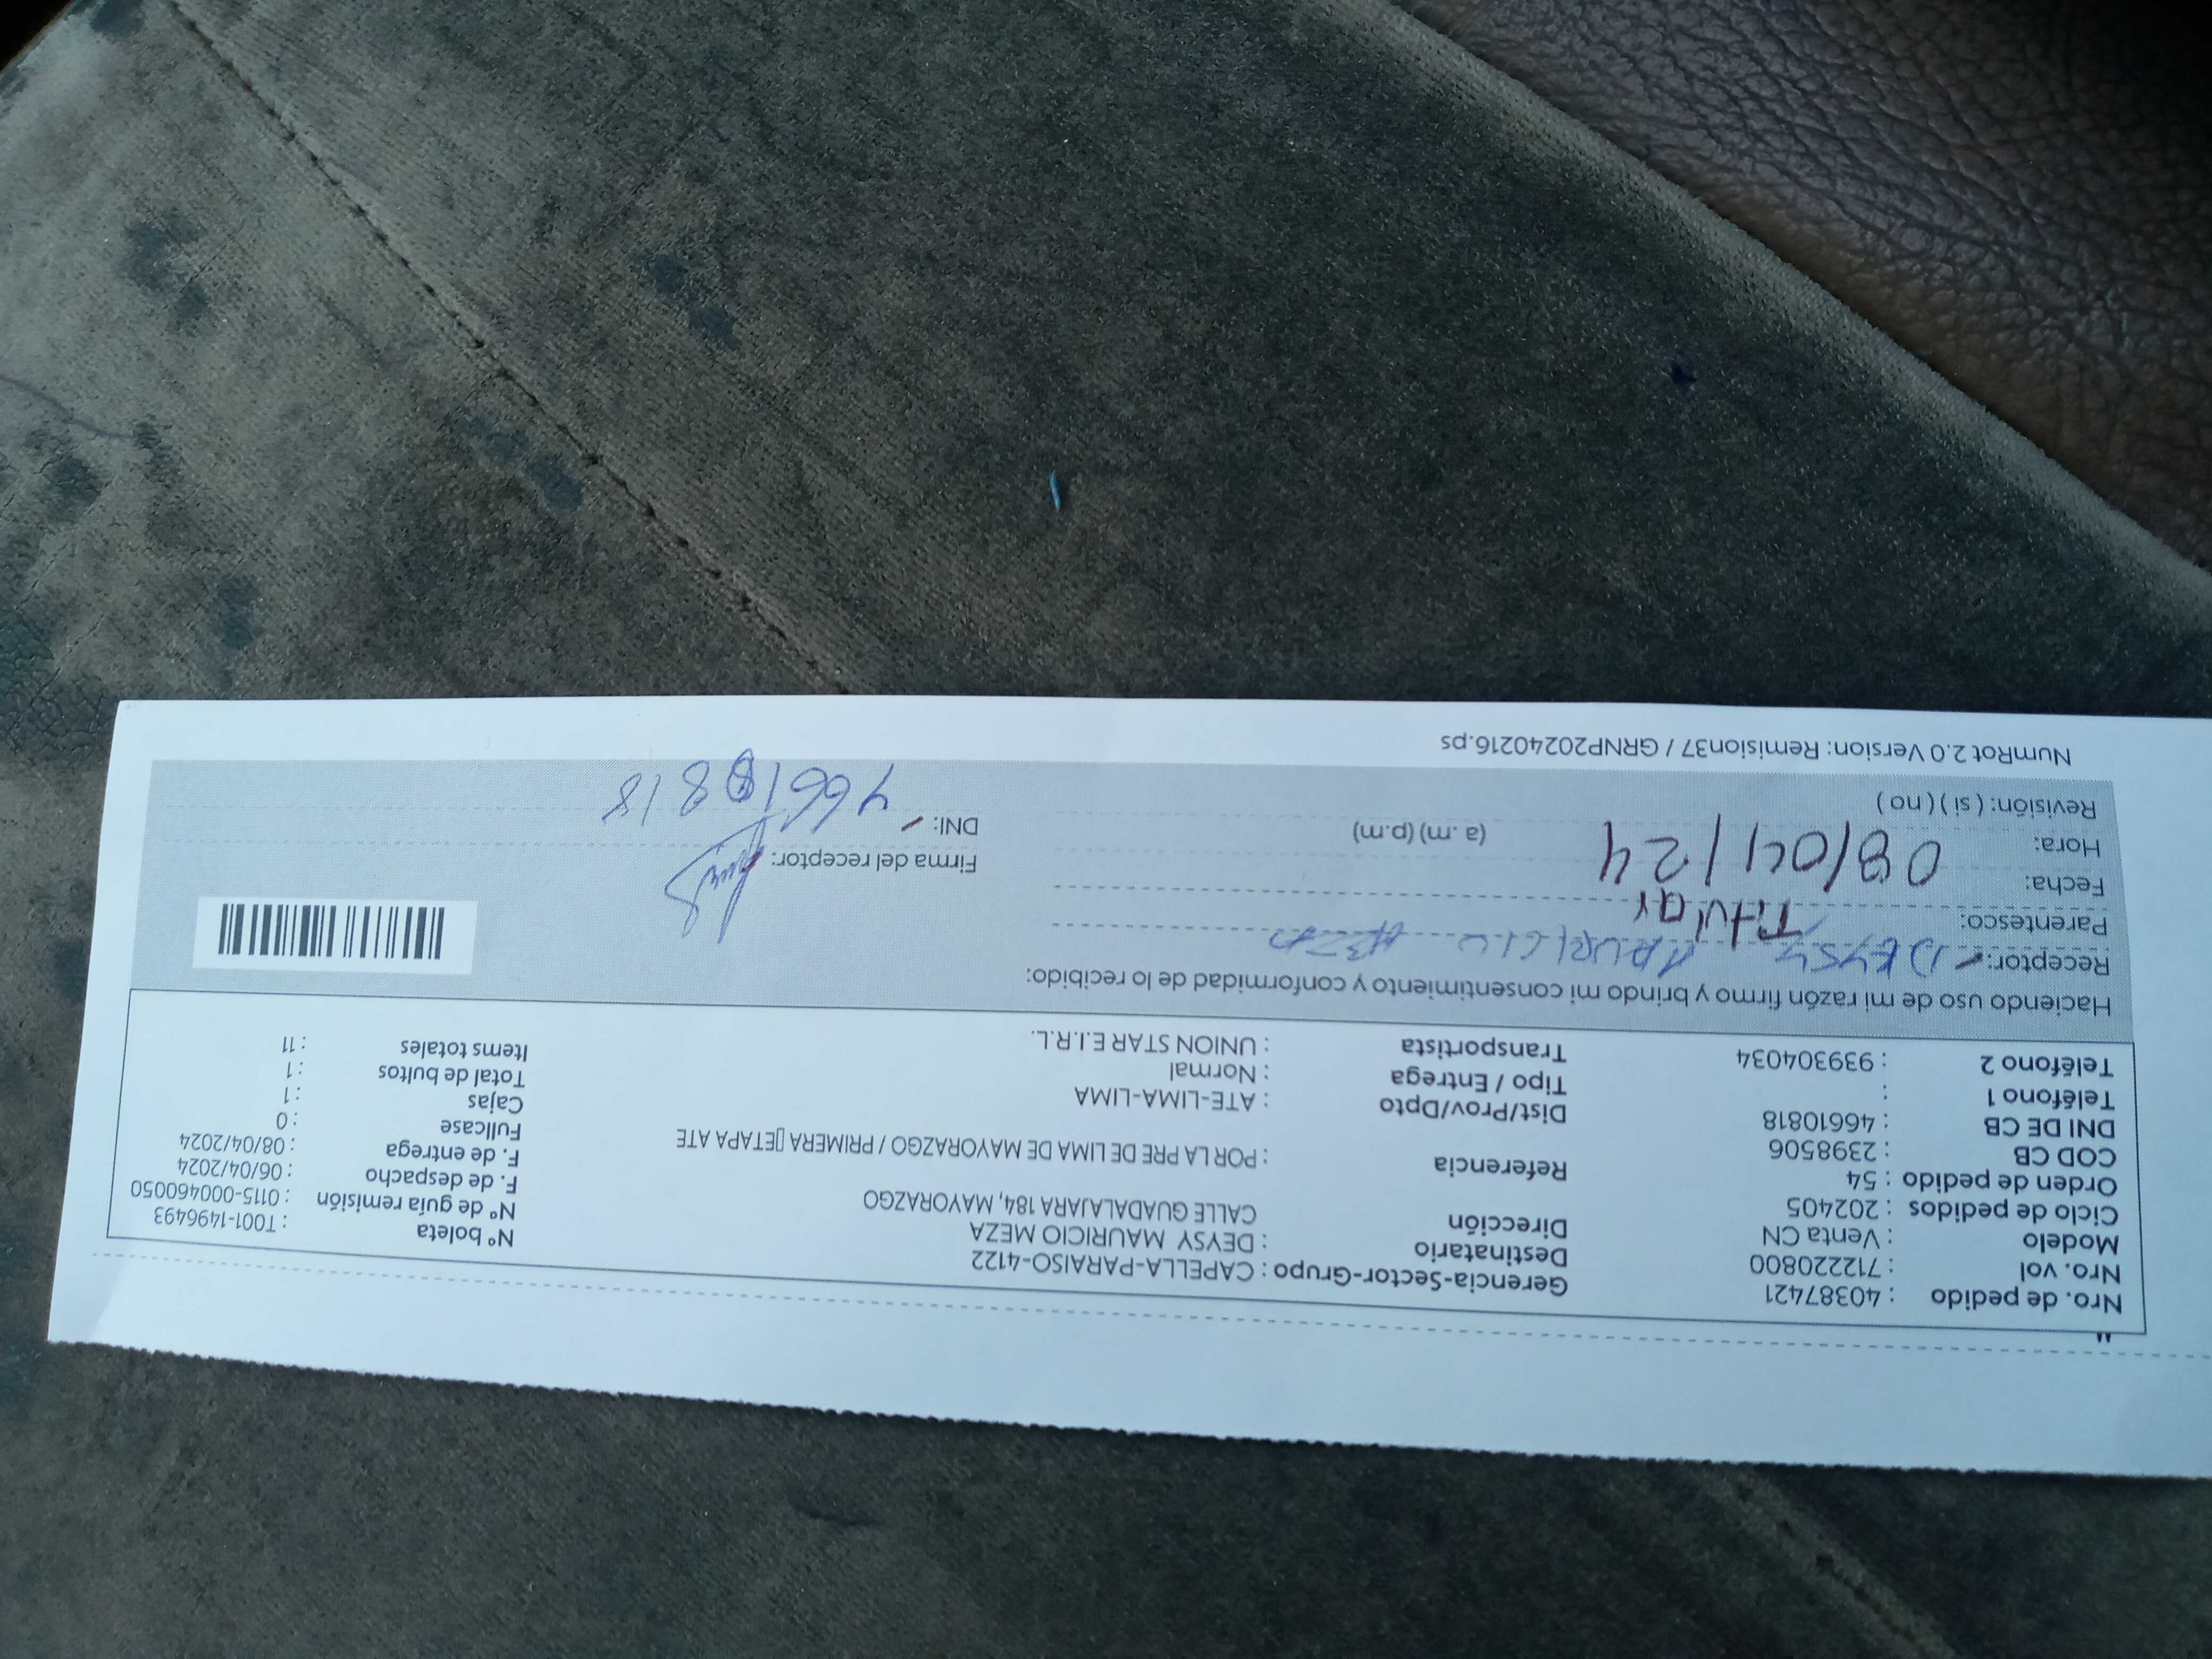 "
Nro. de pedido : 40387421 Gerencia-Sector-Grupo : CAPELLA-PARAISO-4122 N° boleta : T001-1496493
Nro. vol : 712220800 Destinatario : DEYSY MAURICIO MEZA N° de guía remisión : 0115-000460050
Modelo : Venta CN Dirección CALLE GUADALAJARA 184, MAYORAZGO F. de despacho : 06/04/2024
Ciclo de pedidos : 202405 Referencia : POR LA PRE DE LIMA DE MAYORAZGO / PRIMERA ▯ETAPA ATE F. de entrega : 08/04/2024
Orden de pedido : 54 Dist/Prov/Dpto : ATE-LIMA-LIMA Fullcase : 0
COD CB : 2398506 Tipo / Entrega : Normal Cajas : 1
DNI DE CB : 46610818 Transportista : UNION STAR E.I.R.L. Total de bultos : 1
Teléfono 1 : Items totales : 11
Teléfono 2 : 939304034
Haciendo uso de mi razón firmo y brindo mi consentimiento y conformidad de lo recibido:
Receptor: DEYSY MAURICIO MEZA
Parentesco: Titular
Fecha: 08/04/24 Firma del receptor:
Hora: (a .m) (p.m) DNI: 46610818
Revisión: ( si ) ( no )
NumRot 2.0 Version: Remision37 / GRNP20240216.ps